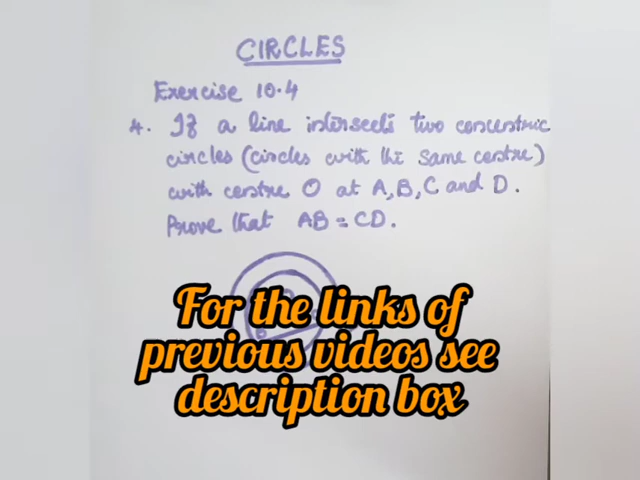 CIRCLES
Exercise 10.4
4. If a line intersects two concentric
circles (circles with the same centre)
with centre O at A, B, C and D.
Prove that AB = CD.
For the links of
previous videos see
description box